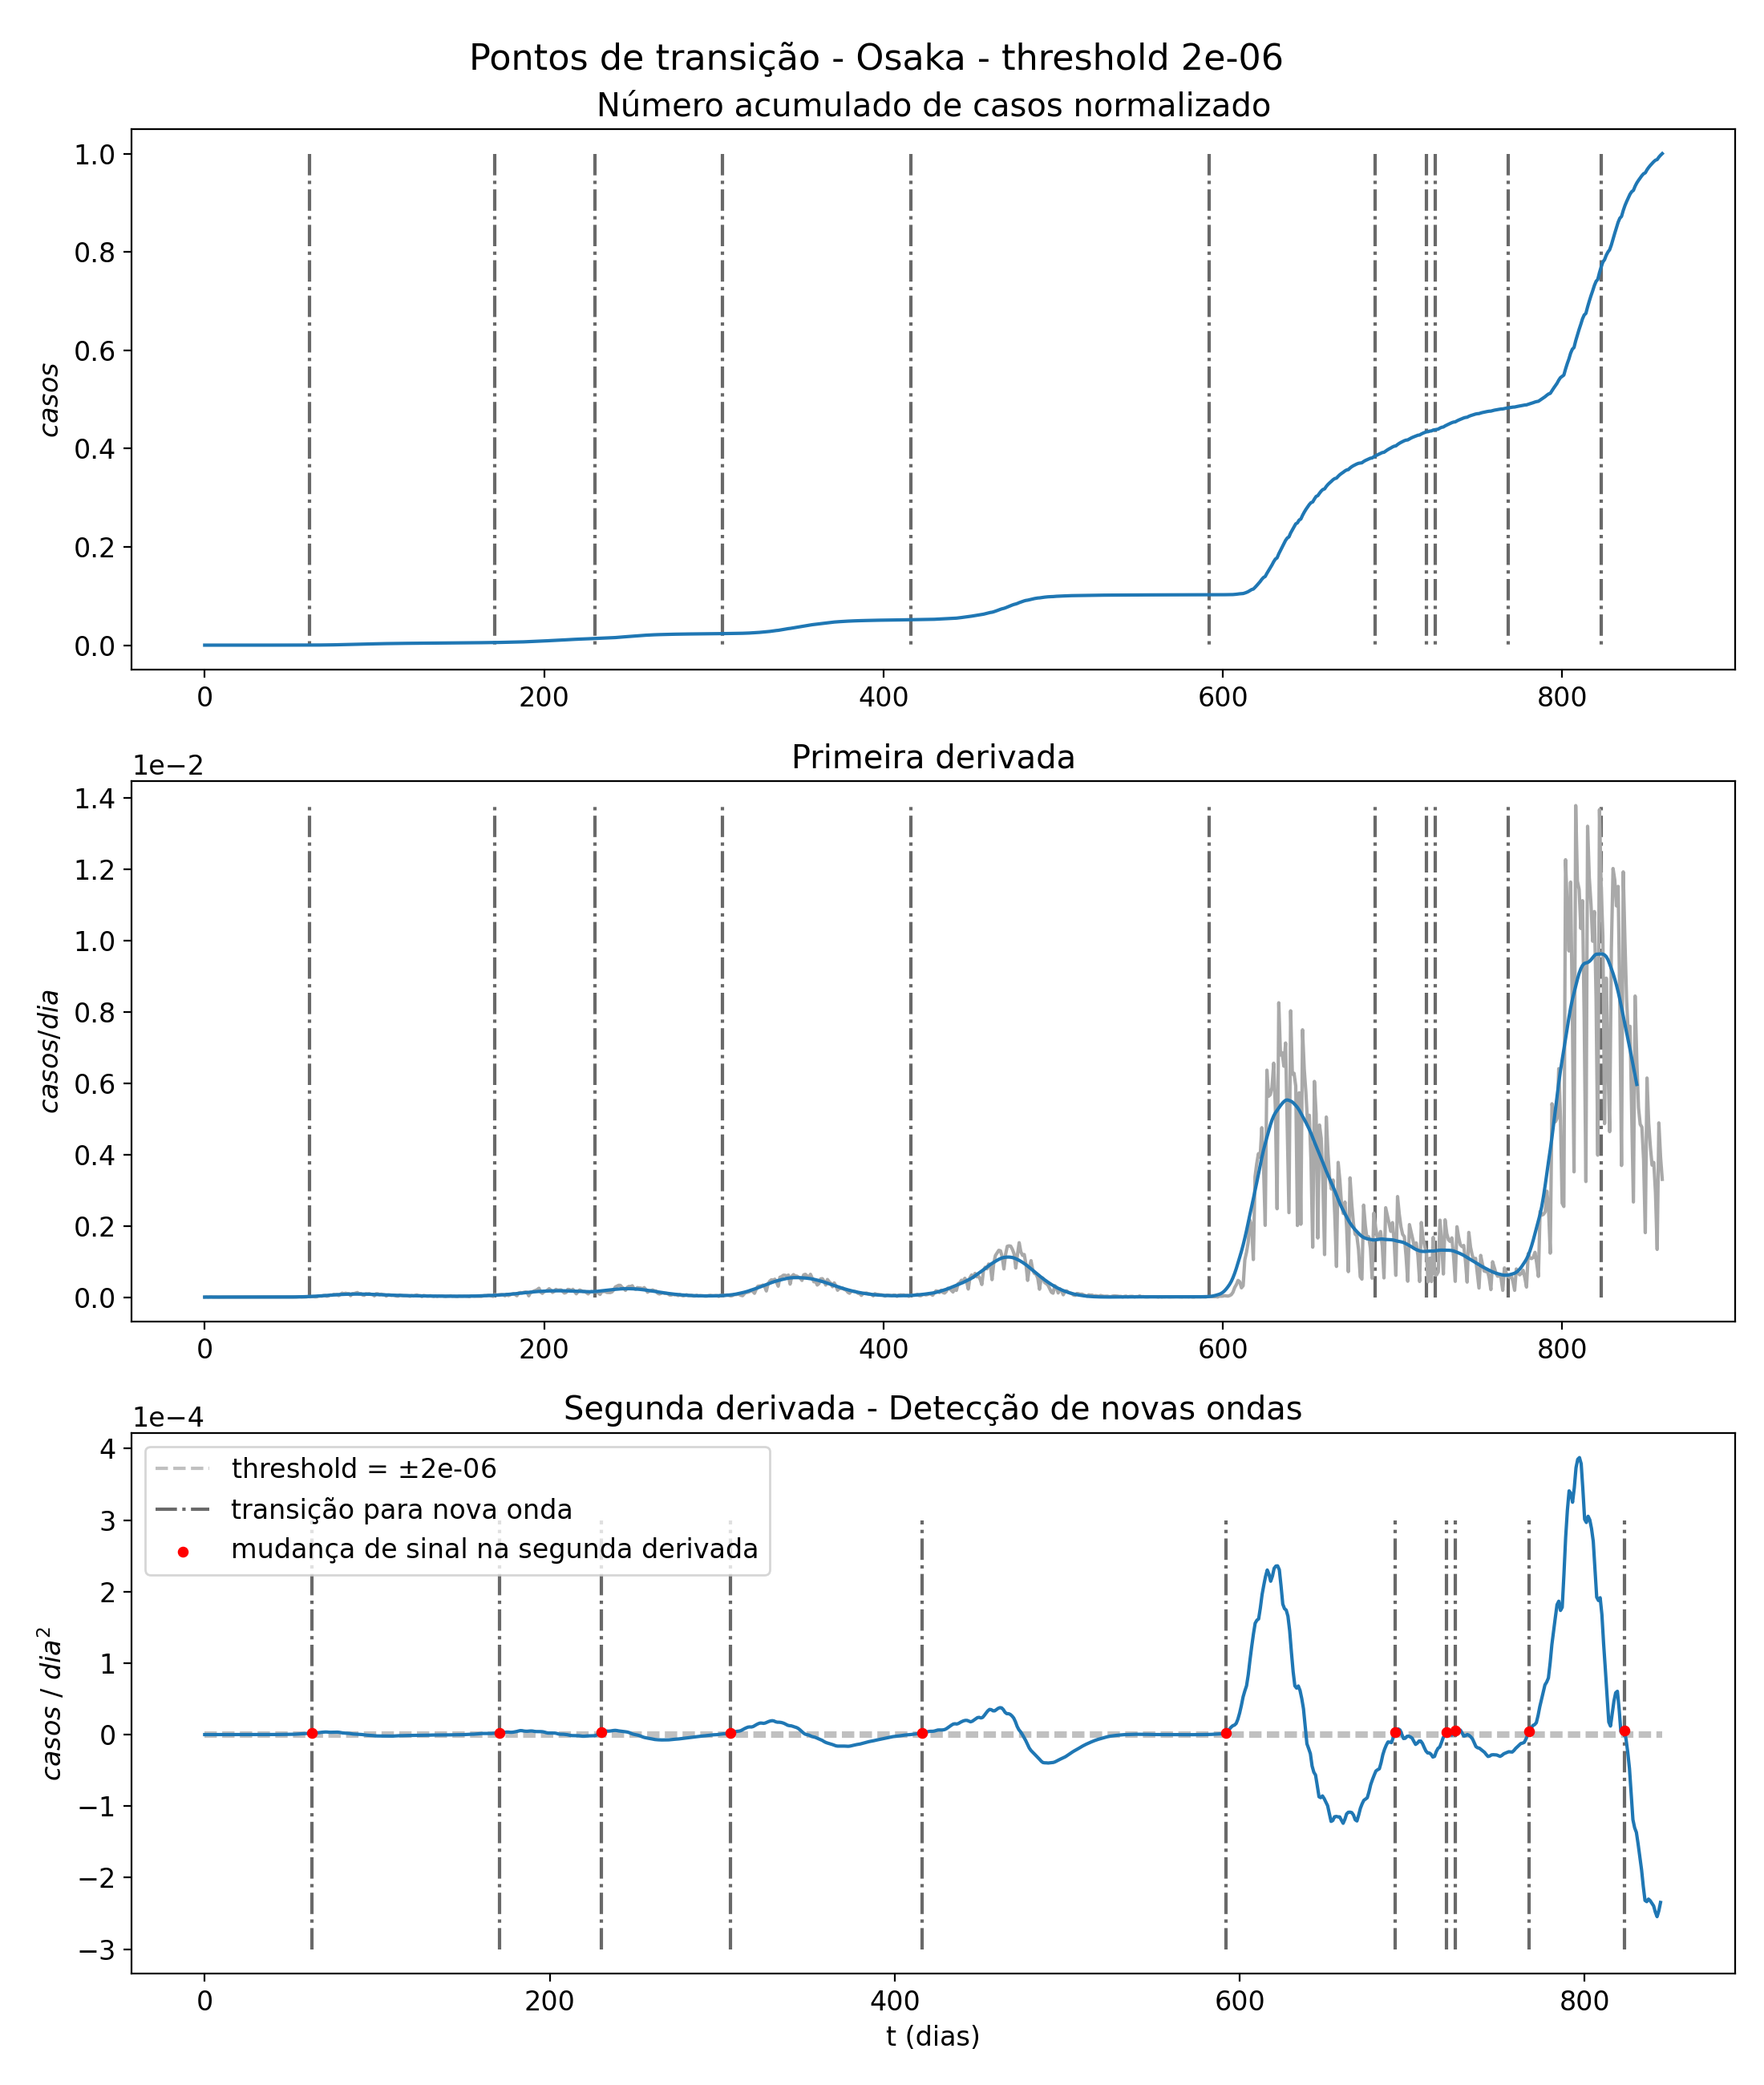 Pontos de transição - Osaka - threshold 2e-06
Número acumulado de casos normalizado
1.0
0.8
0.6
0.4
0.2
0.0
casos
0 200 400 600 800
Primeira derivada
1e−2
1.4
1.2
1.0
0.8
0.6
0.4
0.2
0.0
casos/dia
0 200 400 600 800
Segunda derivada - Detecção de novas ondas
1e−4
4
3
2
1
0
−1
−2
−3
casos / dia²
threshold = ±2e-06
transição para nova onda
mudança de sinal na segunda derivada
0 200 400 600 800
t (dias)